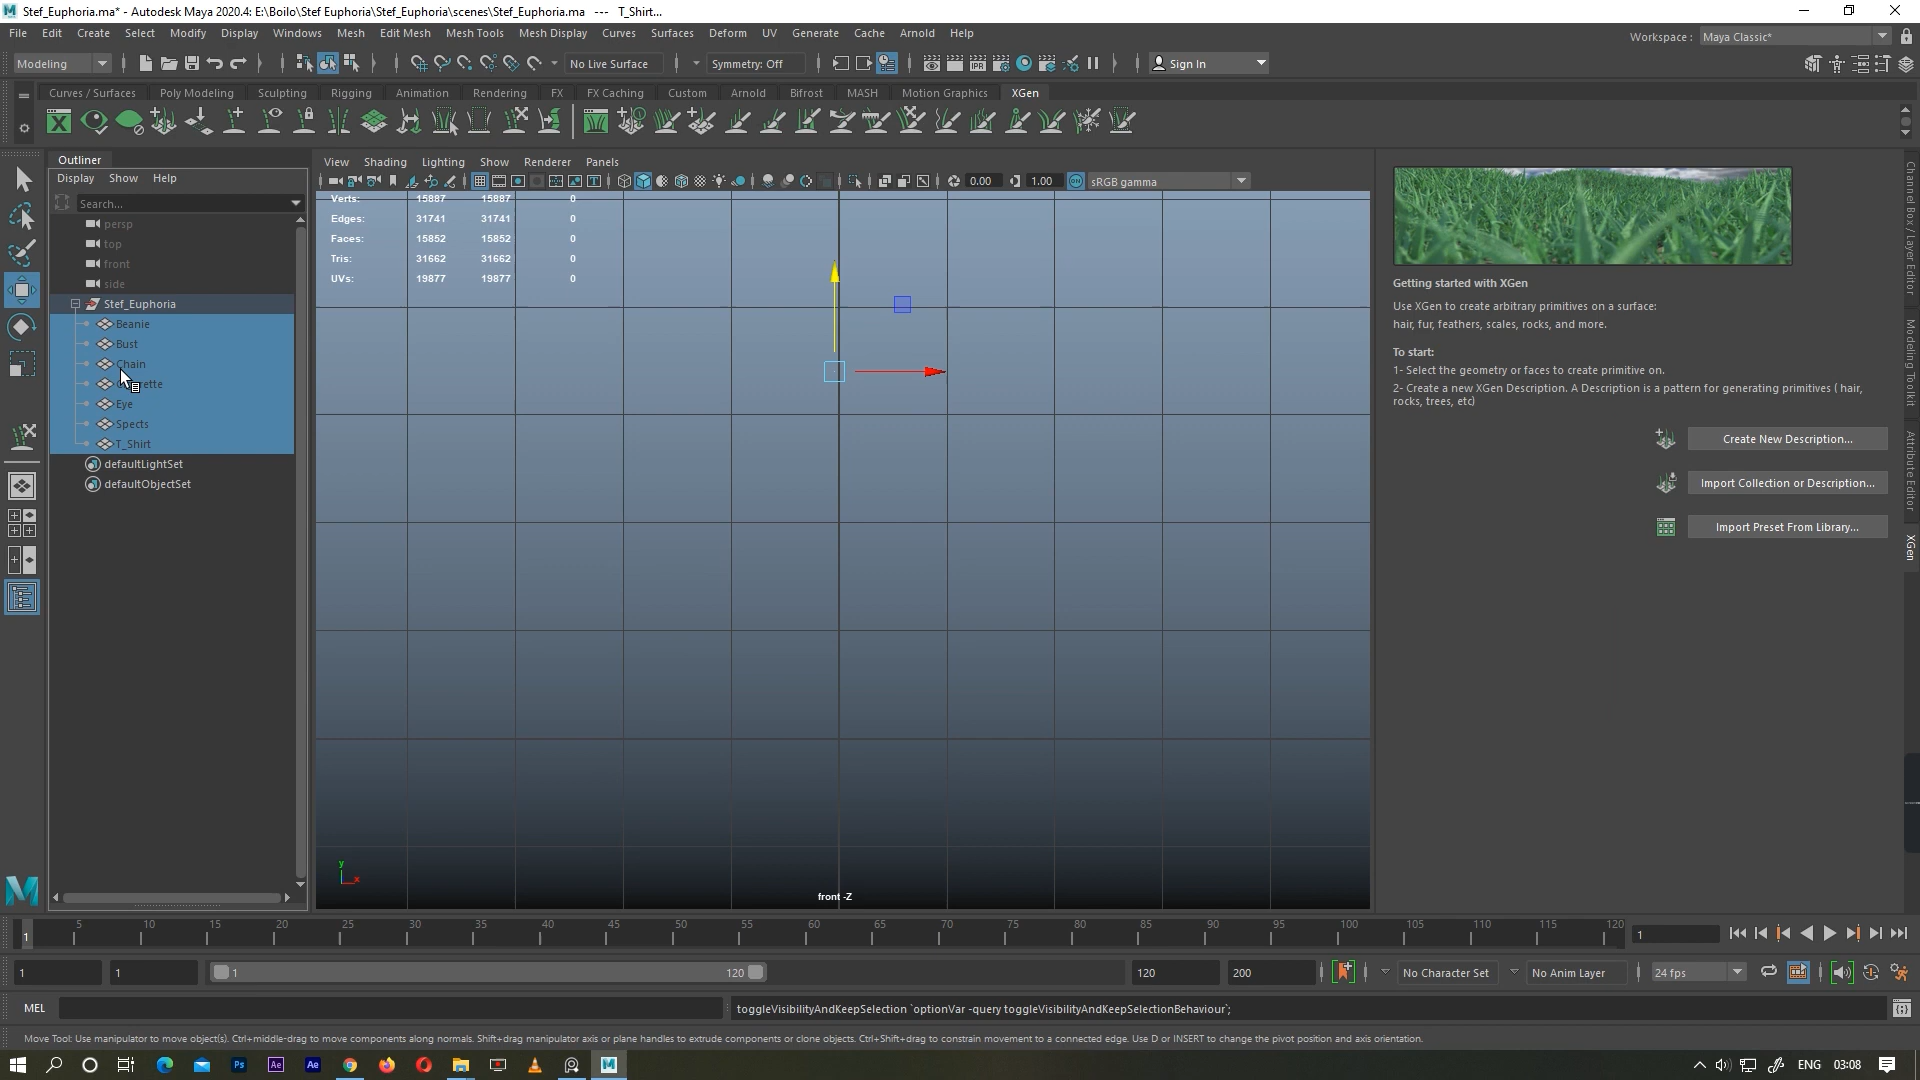 Stef_Euphoria.ma* - Autodesk Maya 2020.4: E:\Boilo\Stef Euphoria\Stef_Euphoria\scenes\Stef_Euphoria.ma --- T_Shirt...
File Edit Create Select Modify Display Windows Mesh Edit Mesh Mesh Tools Mesh Display Curves Surfaces Deform UV Generate Cache Arnold Help
Workspace : Maya Classic*
Modeling No Live Surface Symmetry: Off Sign In
Curves / Surfaces Poly Modeling Sculpting Rigging Animation Rendering FX FX Caching Custom Arnold Bifrost MASH Motion Graphics XGen
Outliner
Display Show Help
Search...
persp
top
front
side
Stef_Euphoria
Beanie
Bust
Chain
Eye
Spects
T_Shirt
defaultLightSet
defaultObjectSet
View Shading Lighting Show Renderer Panels
0.00 1.00 sRGB gamma
Verts: 15887 15887 0
Edges: 31741 31741 0
Faces: 15852 15852 0
Tris: 31662 31662 0
UVs: 19877 19877 0
y
x
front -Z
Getting started with XGen
Use XGen to create arbitrary primitives on a surface:
hair, fur, feathers, scales, rocks, and more.
To start:
1- Select the geometry or faces to create primitive on.
2- Create a new XGen Description. A Description is a pattern for generating primitives ( hair,
rocks, trees, etc)
Create New Description...
Import Collection or Description...
Import Preset From Library...
Channel Box / Layer Editor
Modeling Toolkit
Attribute Editor
XGen
1 5 10 15 20 25 30 35 40 45 50 55 60 65 70 75 80 85 90 95 100 105 110 115 120 1
1 1 1 120 120 200 No Character Set No Anim Layer 24 fps
MEL toggleVisibilityAndKeepSelection `optionVar -query toggleVisibilityAndKeepSelectionBehaviour`;
Move Tool: Use manipulator to move object(s). Ctrl+middle-drag to move components along normals. Shift+drag manipulator axis or plane handles to extrude components or clone objects. Ctrl+Shift+drag to constrain movement to a connected edge. Use D or INSERT to change the pivot position and axis orientation.
ENG 03:08